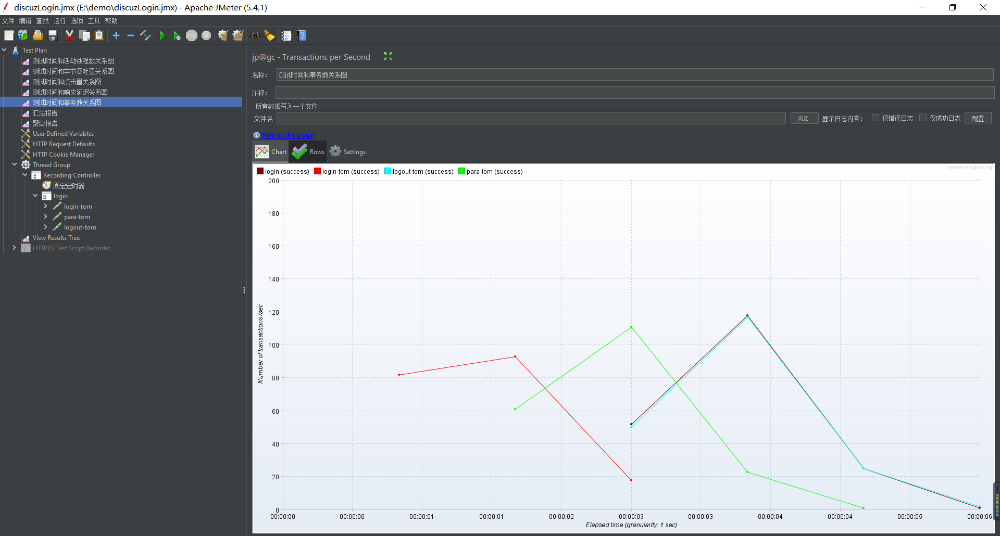 discuzLogin.jmx (E:\demo\discuzLogin.jmx) - Apache JMeter (5.4.1)
文件 编辑 查找 运行 选项 工具 帮助
Test Plan
测试时间和活动线程数关系图
测试时间和字节吞吐量关系图
测试时间和点击量关系图
测试时间和响应延迟关系图
测试时间和事务数关系图
汇总报告
聚合报告
User Defined Variables
HTTP Request Defaults
HTTP Cookie Manager
Thread Group
Recording Controller
固定定时器
login
login-tom
para-tom
logout-tom
View Results Tree
HTTP(S) Test Script Recorder
jp@gc - Transactions per Second
名称： 测试时间和事务数关系图
注释：
所有数据写入一个文件
文件名 浏览... 显示日志内容： 仅错误日志 仅成功日志 配置
Help on this plugin
Chart Rows Settings
login (success) login-tom (success) logout-tom (success) para-tom (success)
jmeter-plugins.org
200
180
160
140
120
100
80
60
40
20
0
Number of transactions /sec
00:00:00 00:00:00 00:00:01 00:00:01 00:00:02 00:00:03 00:00:03 00:00:04 00:00:04 00:00:05 00:00:06
Elapsed time (granularity: 1 sec)